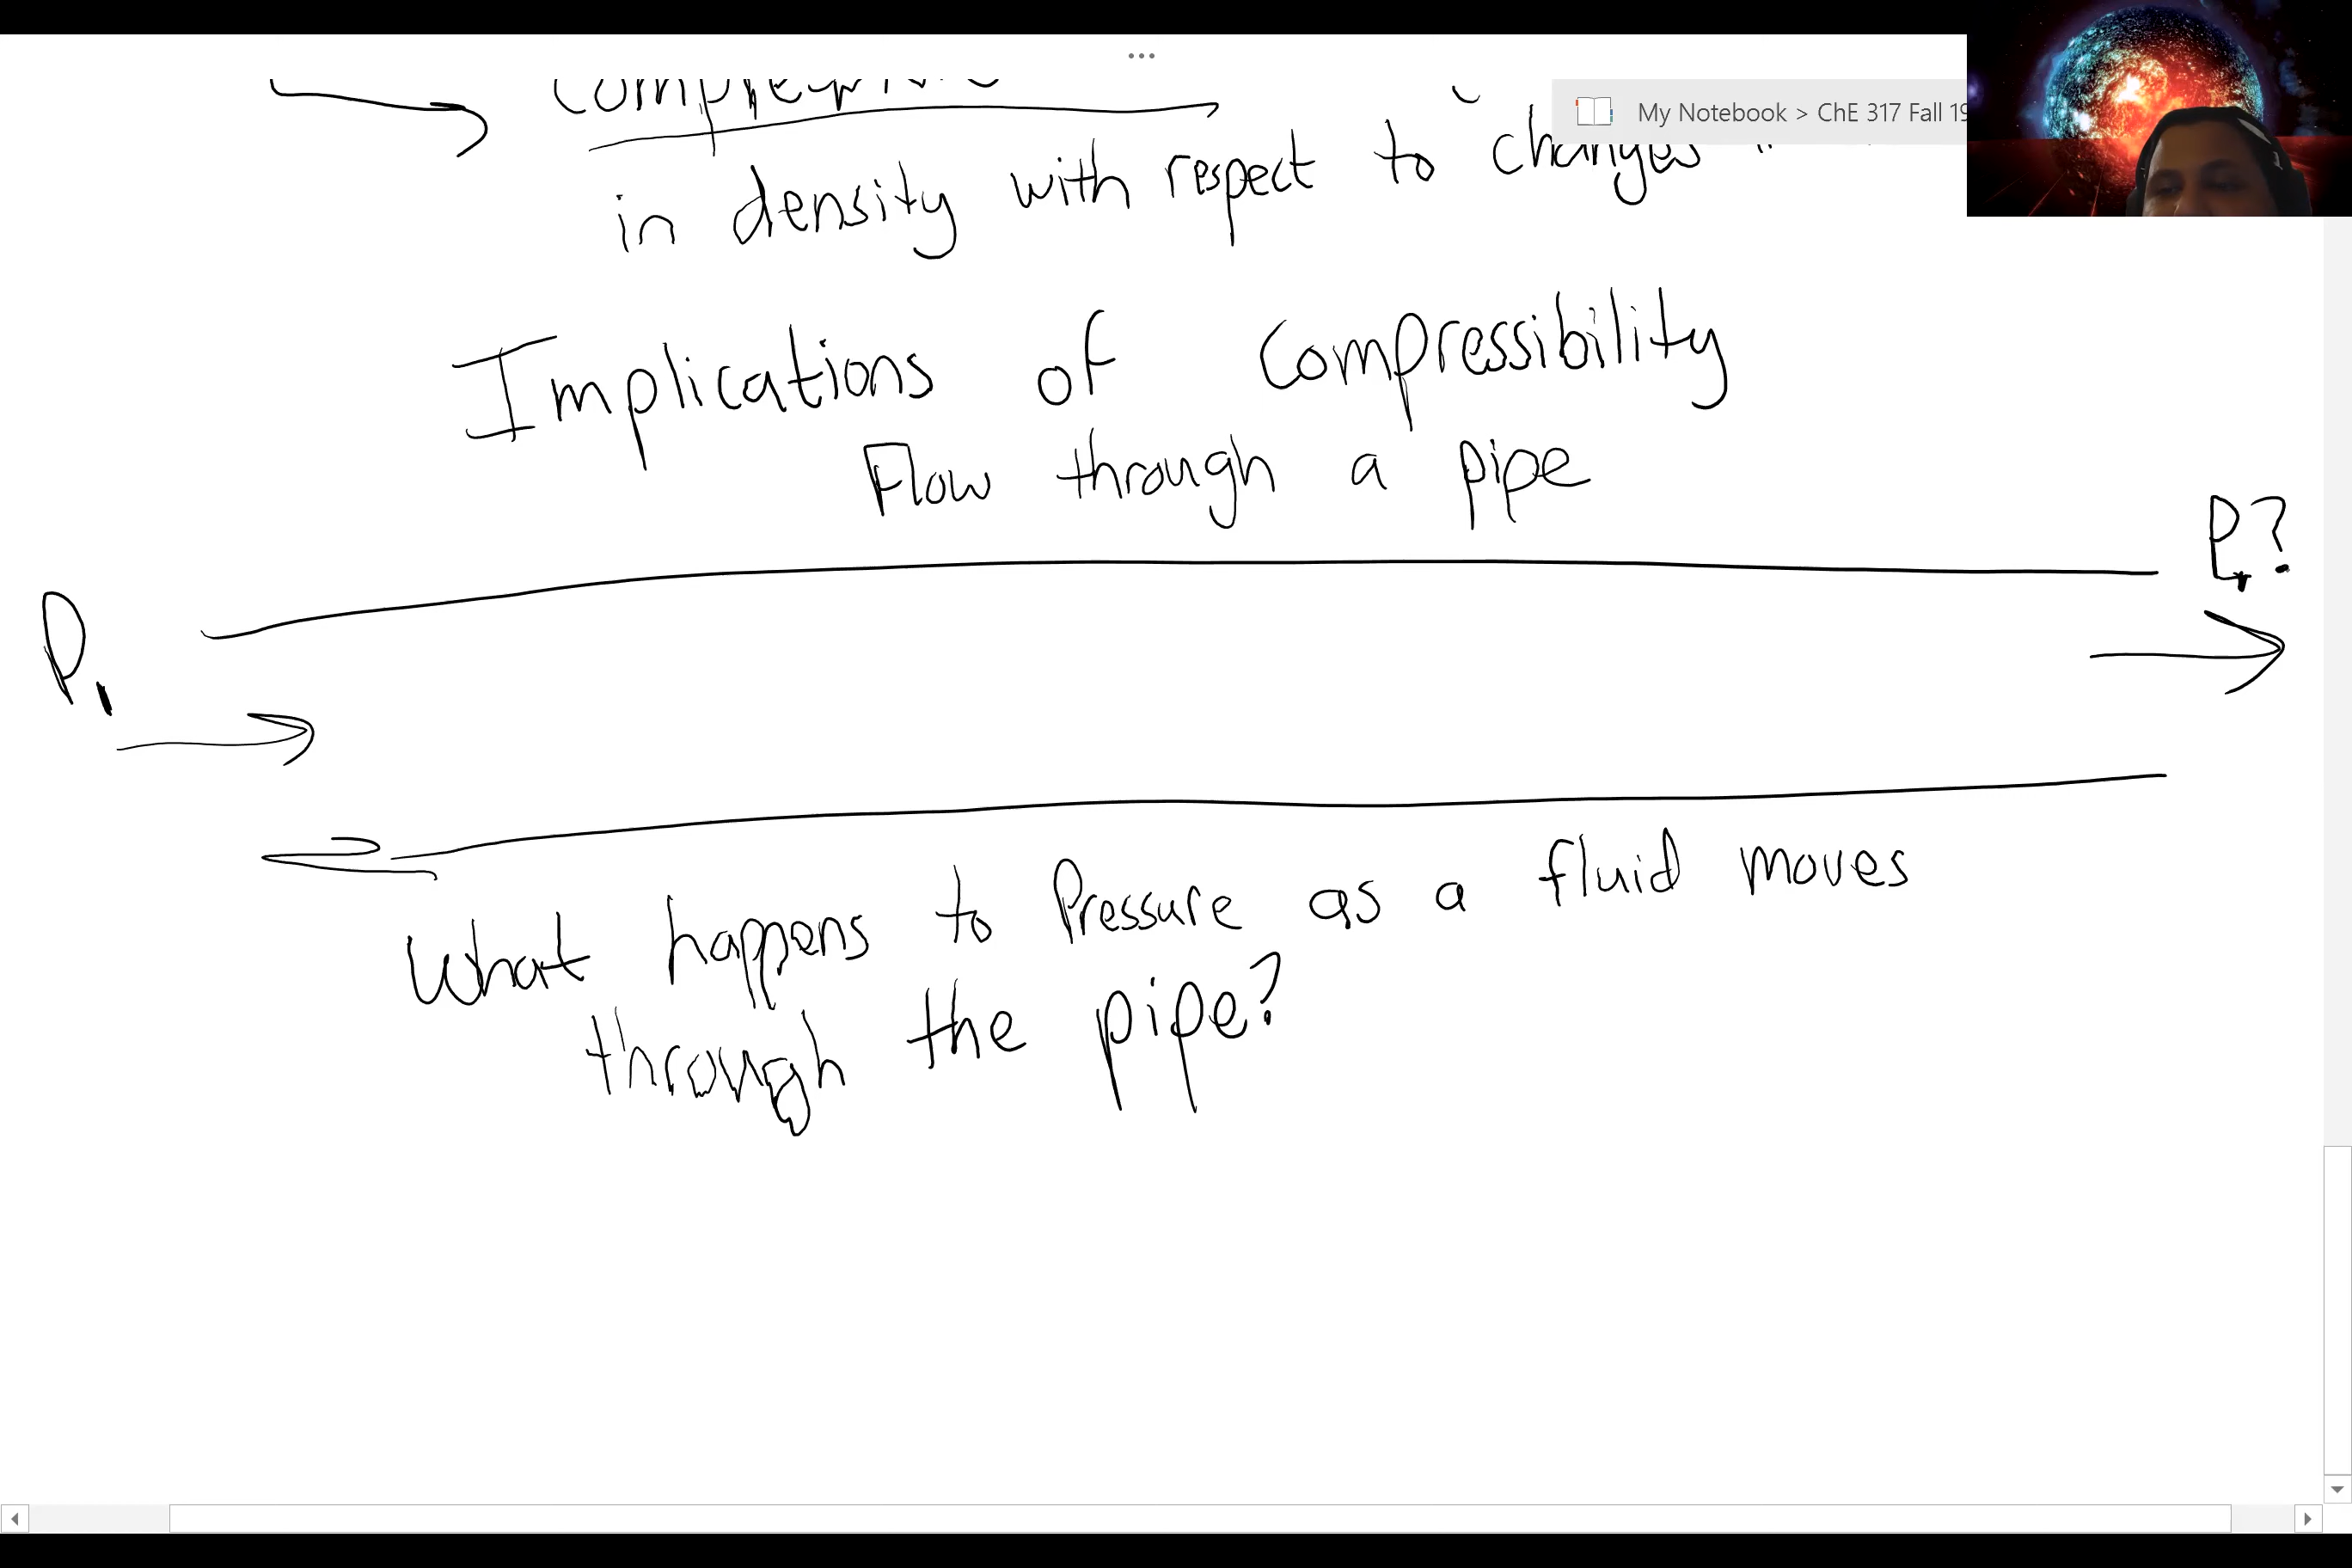 My Notebook > ChE 317 Fall 19
in density with respect to changes
Implications of Compressibility
Flow through a pipe
P1
P?
What happens to Pressure as a fluid moves
through the pipe?